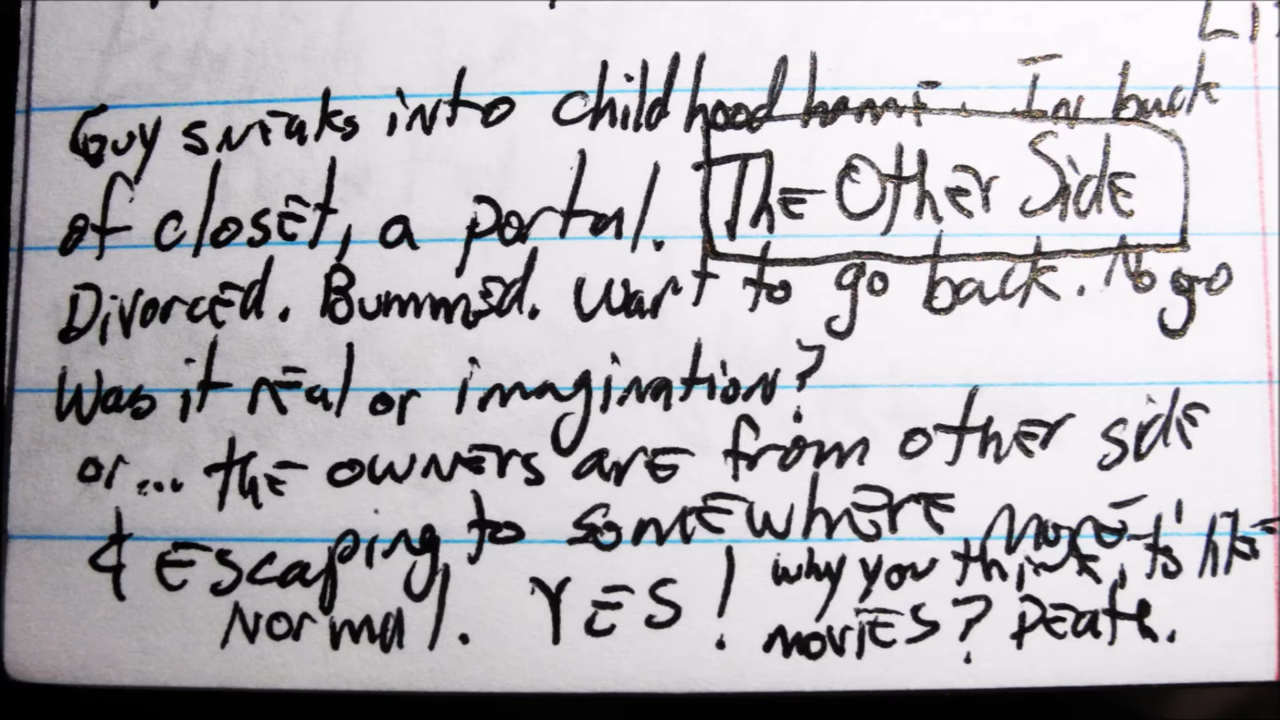 Guy sneaks into childhood home. In back
of closet, a portal. The Other Side
Divorced. Bummed. Want to go back. No go
Was it real or imagination?
or... the owners are from other side
& escaping to somewhere more
normal. YES! why you think, it's like
movies? Death.